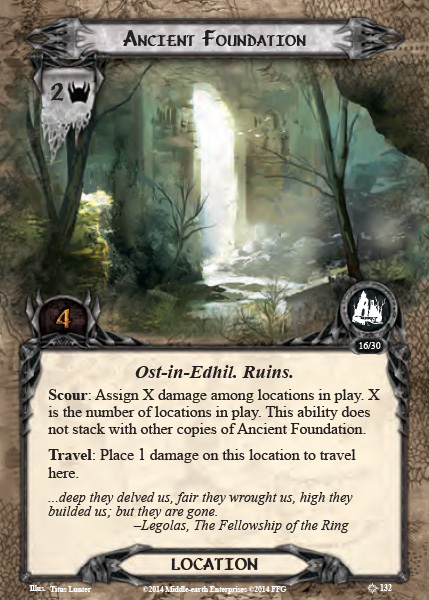 Ancient Foundation
2
4
16/30
Ost-in-Edhil. Ruins.
Scour: Assign X damage among locations in play. X
is the number of locations in play. This ability does
not stack with other copies of Ancient Foundation.
Travel: Place 1 damage on this location to travel
here.
...deep they delved us, fair they wrought us, high they
builded us; but they are gone.
–Legolas, The Fellowship of the Ring
LOCATION
Illus. Titus Lunter ©2014 Middle-earth Enterprises ©2014 FFG 132